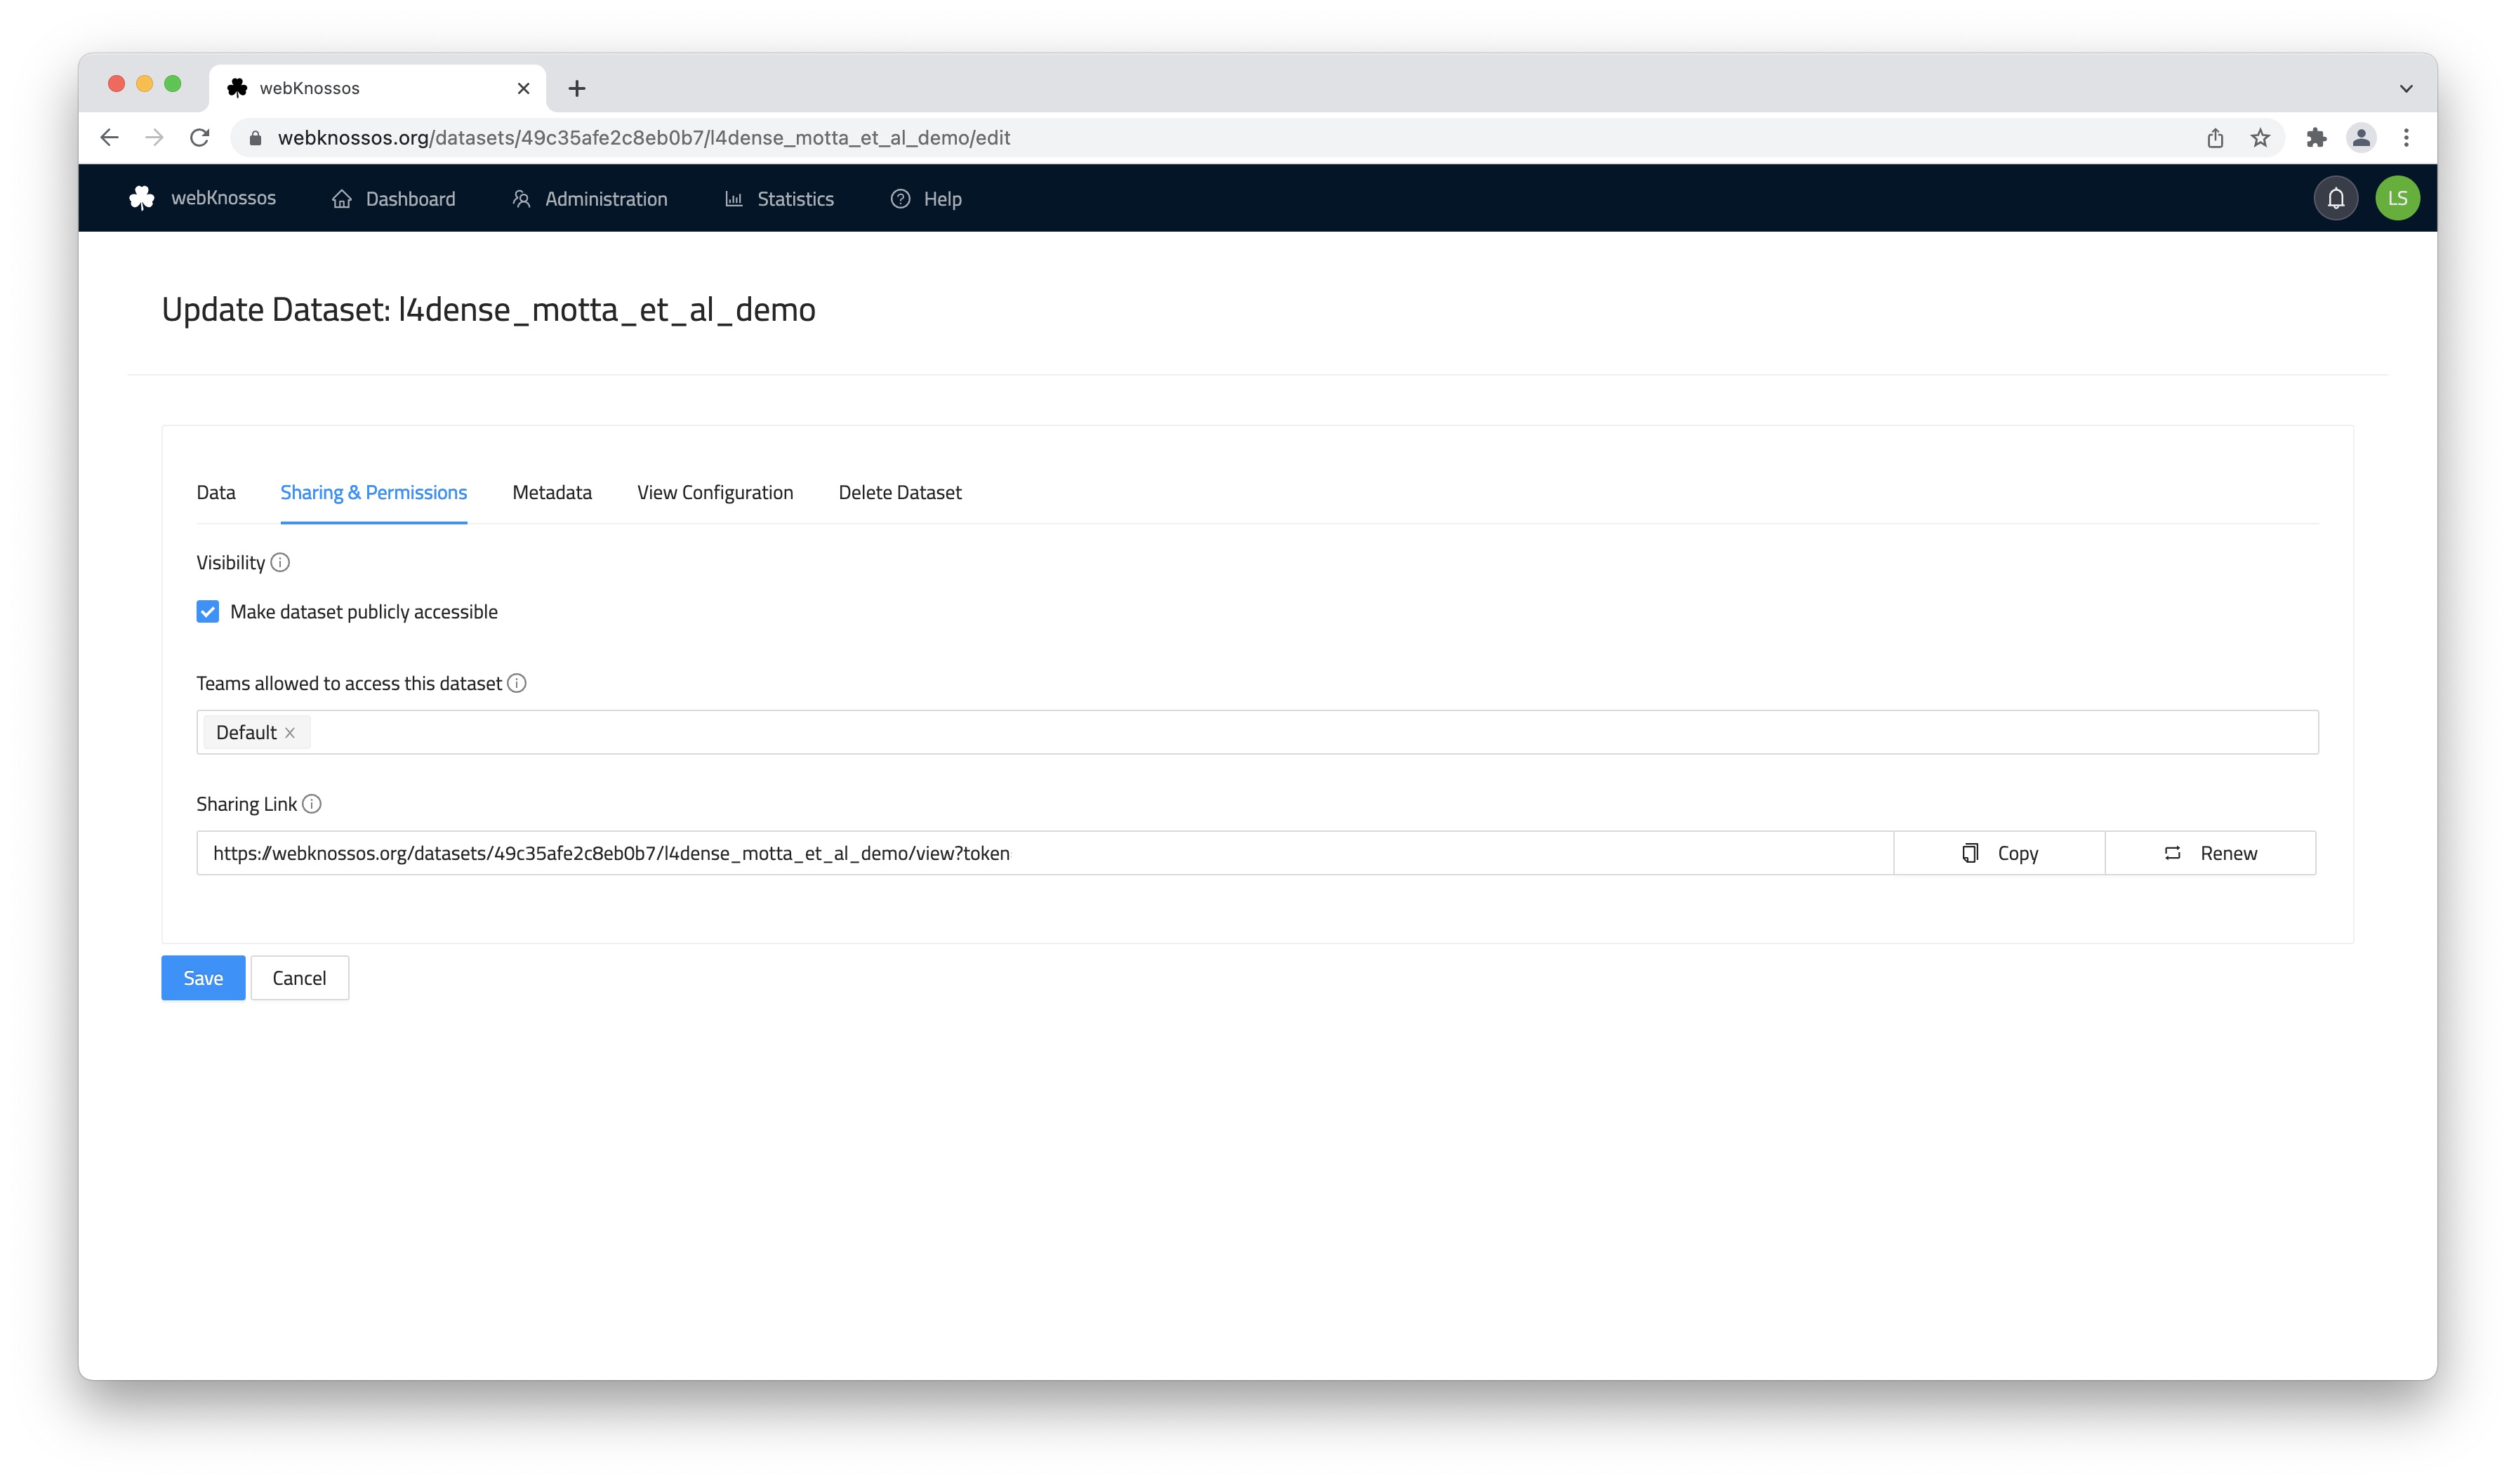 webKnossos
webknossos.org/datasets/49c35afe2c8eb0b7/l4dense_motta_et_al_demo/edit
webKnossos Dashboard Administration Statistics Help LS
Update Dataset: l4dense_motta_et_al_demo
Data Sharing & Permissions Metadata View Configuration Delete Dataset
Visibility
Make dataset publicly accessible
Teams allowed to access this dataset
Default
Sharing Link
https://webknossos.org/datasets/49c35afe2c8eb0b7/l4dense_motta_et_al_demo/view?token Copy Renew
Save Cancel